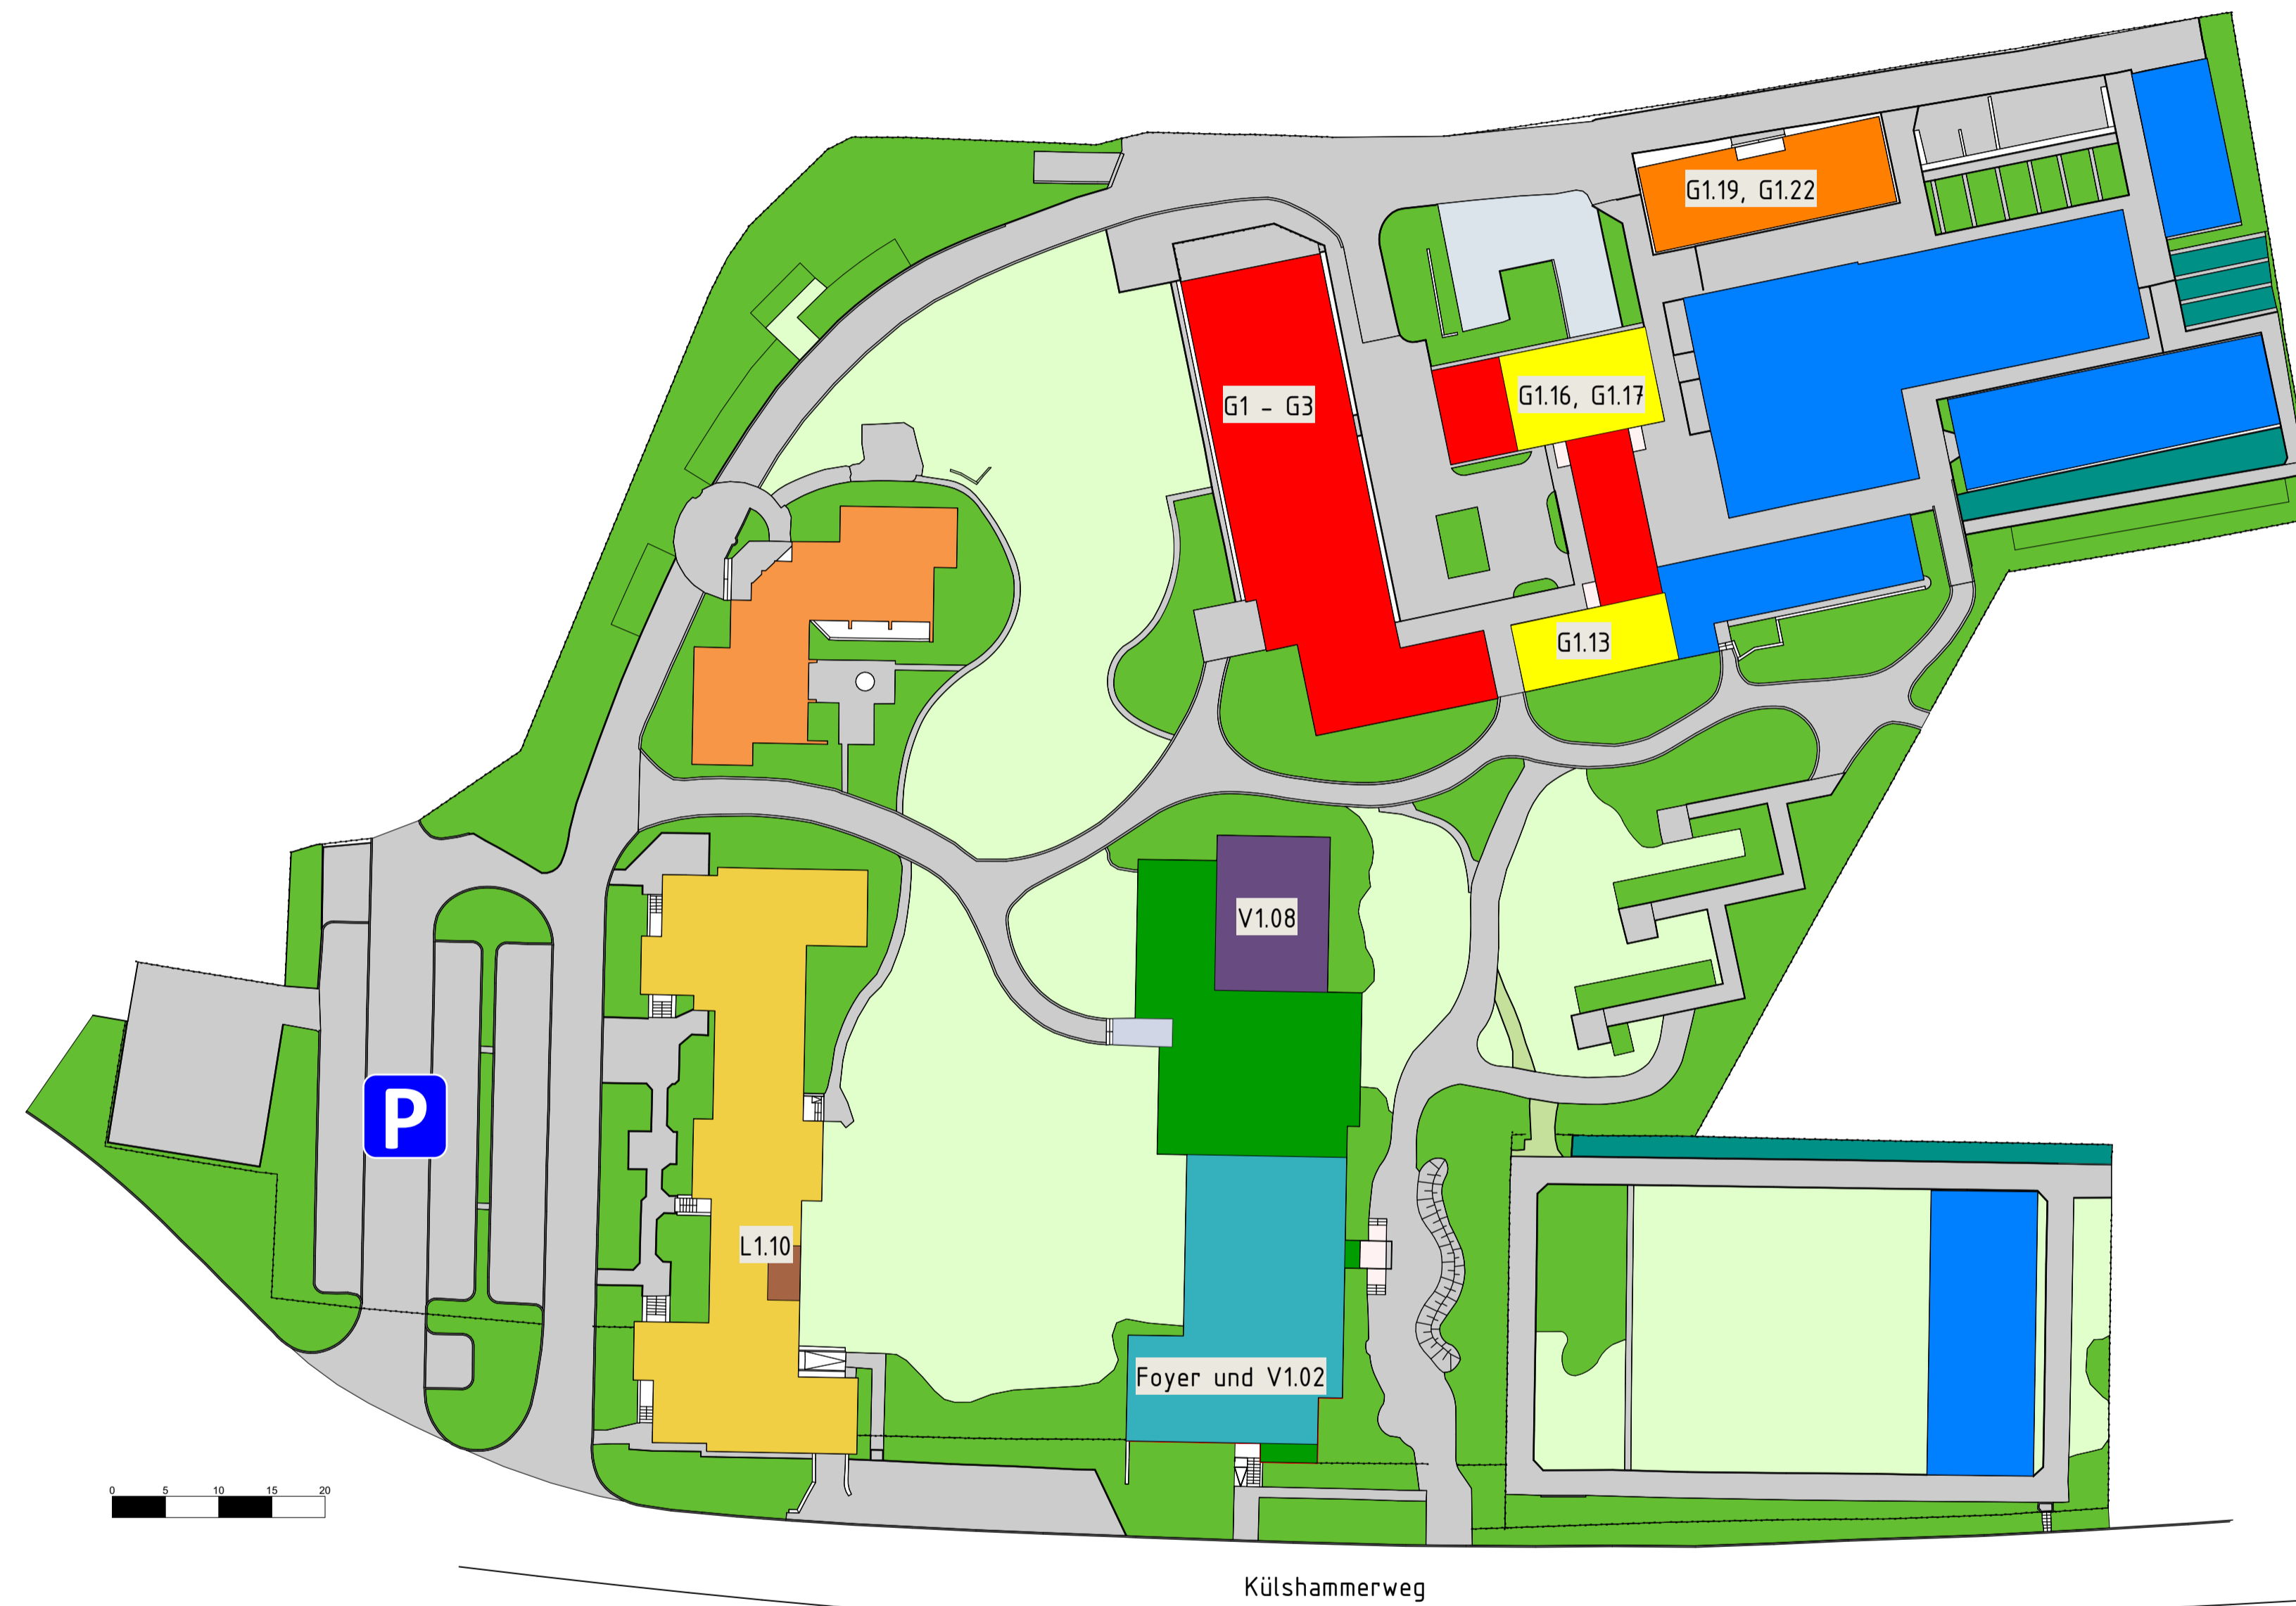 G1.19, G1.22
G1 - G3
G1.16, G1.17
G1.13
V1.08
P
L1.10
Foyer und V1.02
0 5 10 15 20
Külshammerweg